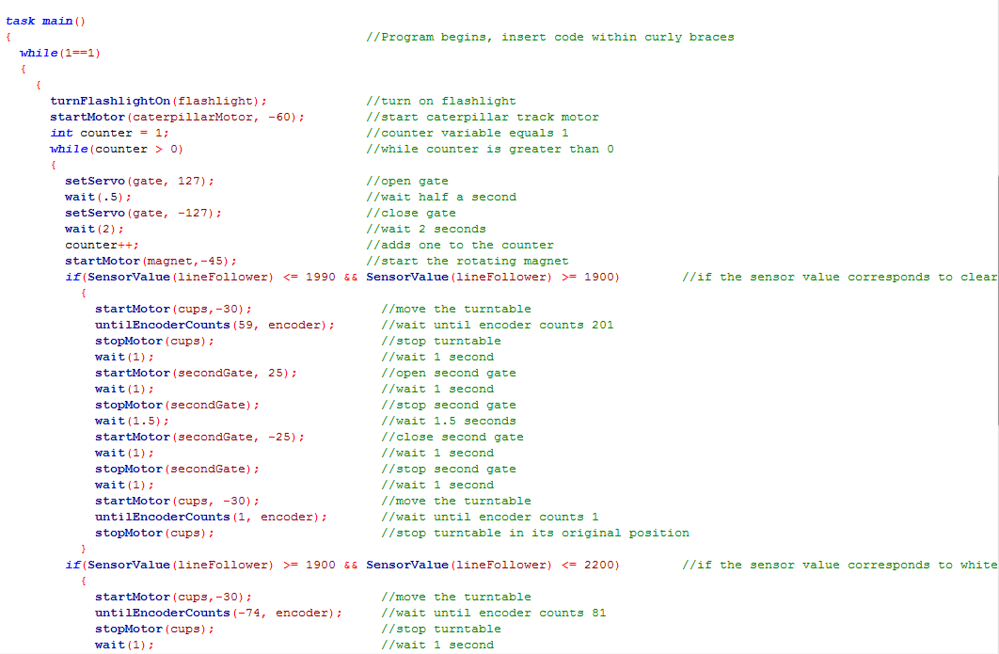 task main()
{ //Program begins, insert code within curly braces
while(1==1)
{
{
turnFlashlightOn(flashlight); //turn on flashlight
startMotor(caterpillarMotor, -60); //start caterpillar track motor
int counter = 1; //counter variable equals 1
while(counter > 0) //while counter is greater than 0
{
setServo(gate, 127); //open gate
wait(.5); //wait half a second
setServo(gate, -127); //close gate
wait(2); //wait 2 seconds
counter++; //adds one to the counter
startMotor(magnet,-45); //start the rotating magnet
if(SensorValue(lineFollower) <= 1990 && SensorValue(lineFollower) >= 1900) //if the sensor value corresponds to clear
{
startMotor(cups,-30); //move the turntable
untilEncoderCounts(59, encoder); //wait until encoder counts 201
stopMotor(cups); //stop turntable
wait(1); //wait 1 second
startMotor(secondGate, 25); //open second gate
wait(1); //wait 1 second
stopMotor(secondGate); //stop second gate
wait(1.5); //wait 1.5 seconds
startMotor(secondGate, -25); //close second gate
wait(1); //wait 1 second
stopMotor(secondGate); //stop second gate
wait(1); //wait 1 second
startMotor(cups, -30); //move the turntable
untilEncoderCounts(1, encoder); //wait until encoder counts 1
stopMotor(cups); //stop turntable in its original position
}
if(SensorValue(lineFollower) >= 1900 && SensorValue(lineFollower) <= 2200) //if the sensor value corresponds to white
{
startMotor(cups,-30); //move the turntable
untilEncoderCounts(-74, encoder); //wait until encoder counts 81
stopMotor(cups); //stop turntable
wait(1); //wait 1 second